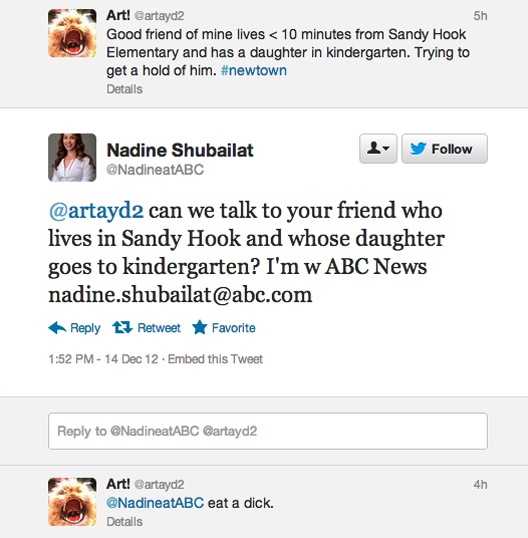 Art! @artayd2 5h
Good friend of mine lives < 10 minutes from Sandy Hook
Elementary and has a daughter in kindergarten. Trying to
get a hold of him. #newtown
Details
Nadine Shubailat
@NadineatABC
Follow
@artayd2 can we talk to your friend who
lives in Sandy Hook and whose daughter
goes to kindergarten? I'm w ABC News
nadine.shubailat@abc.com
Reply Retweet Favorite
1:52 PM - 14 Dec 12 · Embed this Tweet
Reply to @NadineatABC @artayd2
Art! @artayd2 4h
@NadineatABC eat a dick.
Details